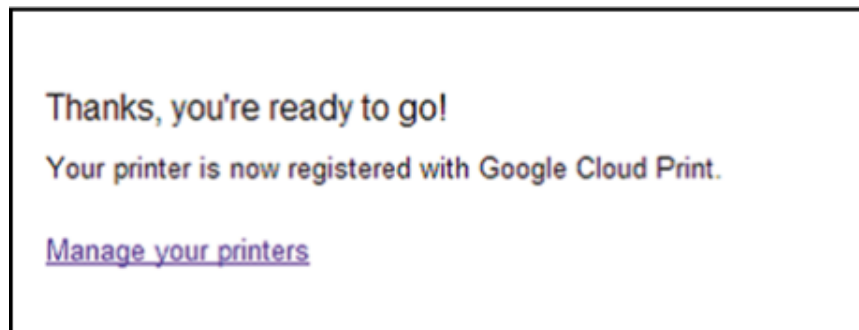 Thanks, you're ready to go!
Your printer is now registered with Google Cloud Print.
Manage your printers